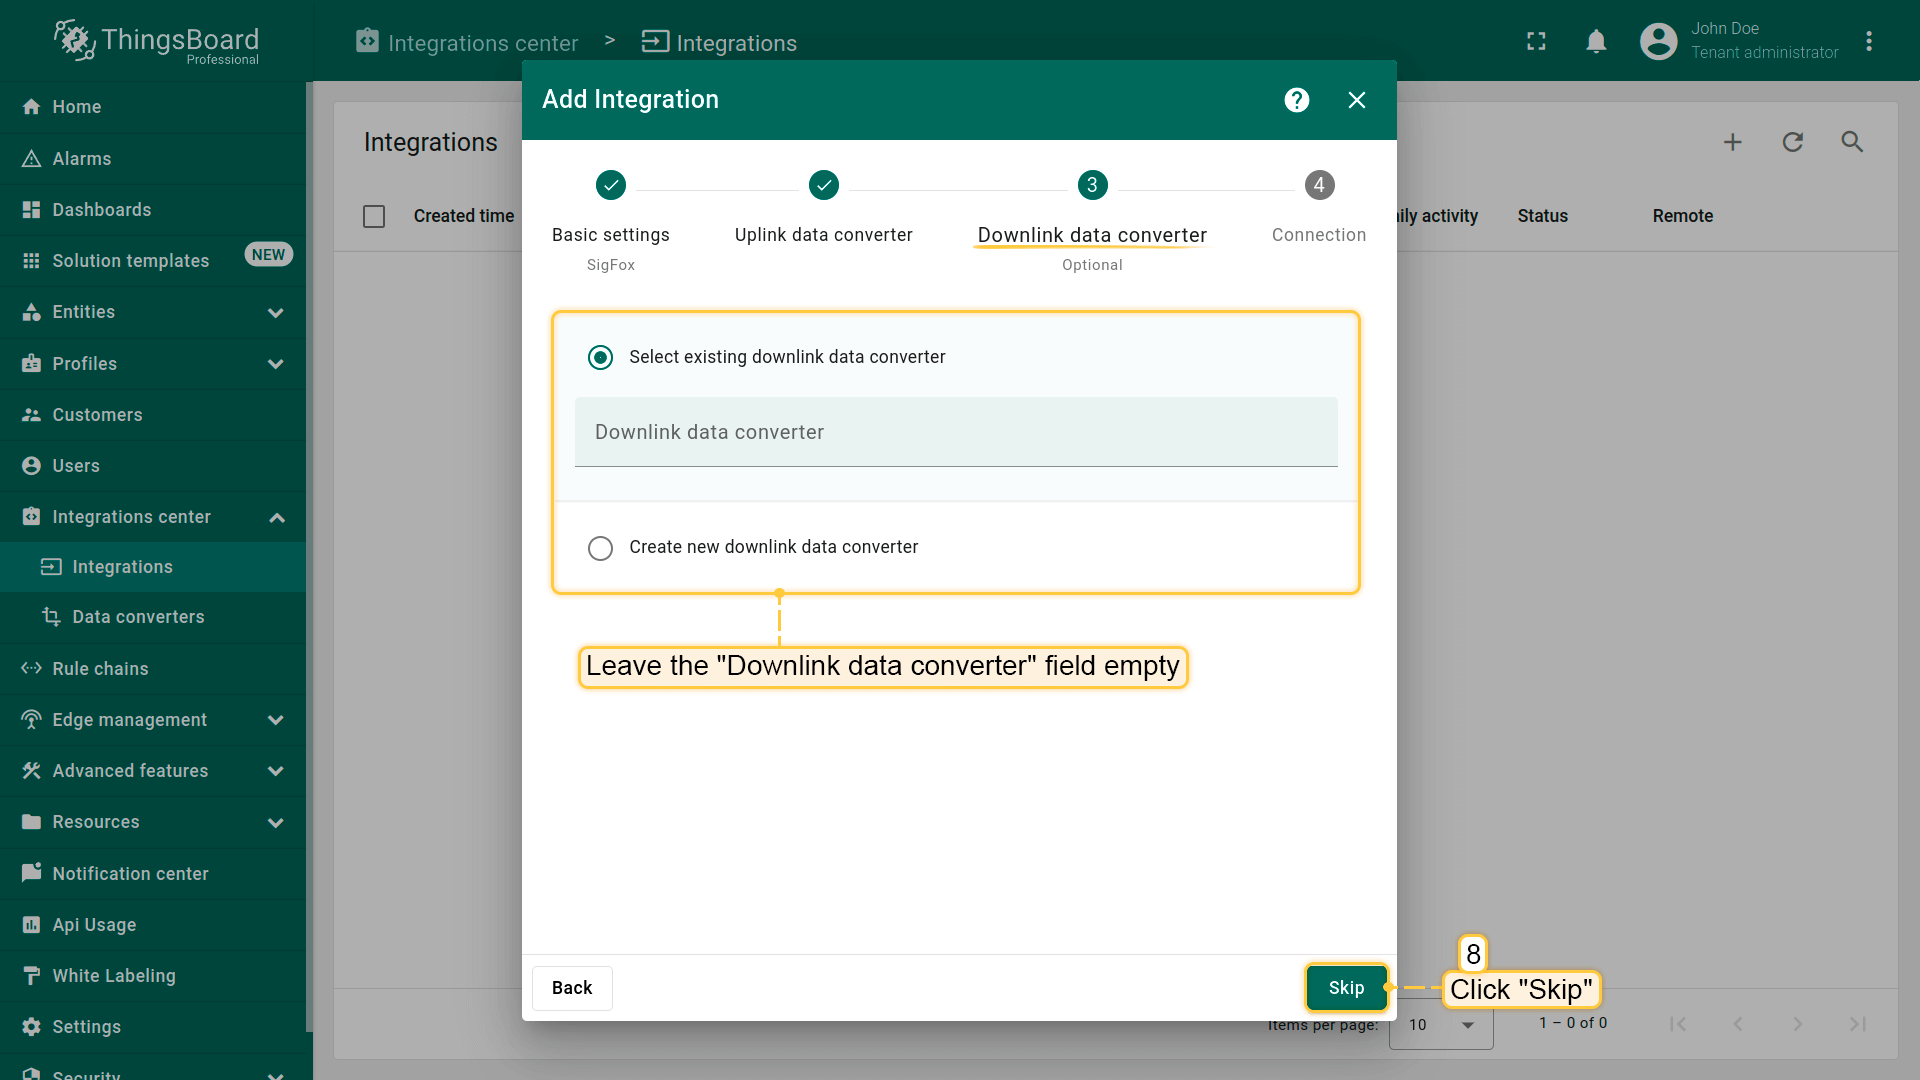 ThingsBoard
Professional
Integrations center > Integrations
John Doe
Tenant administrator
Home
Alarms
Dashboards
Solution templates NEW
Entities
Profiles
Customers
Users
Integrations center
Integrations
Data converters
Rule chains
Edge management
Advanced features
Resources
Notification center
Api Usage
White Labeling
Settings
Security
Integrations
Created time
ily activity Status Remote
Add Integration
3 4
Basic settings Uplink data converter Downlink data converter Connection
SigFox Optional
Select existing downlink data converter
Downlink data converter
Create new downlink data converter
Leave the "Downlink data converter" field empty
Back Skip
8
Click "Skip"
Items per page: 10 1 – 0 of 0